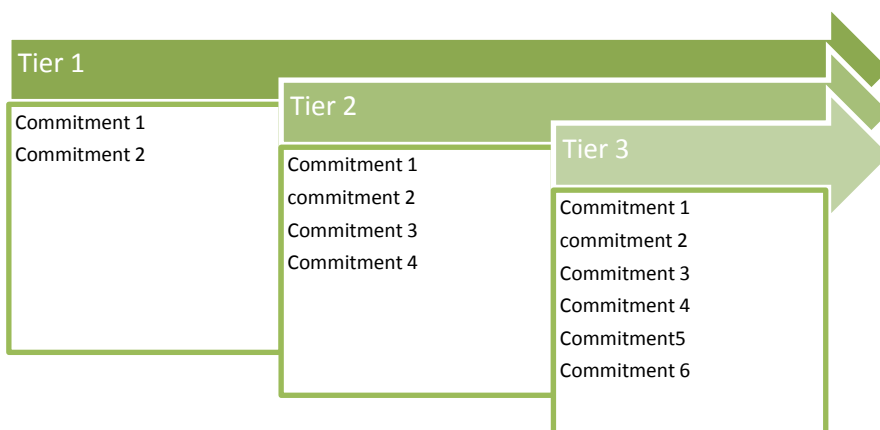 Tier 1
Commitment 1
Commitment 2
Tier 2
Commitment 1
commitment 2
Commitment 3
Commitment 4
Tier 3
Commitment 1
commitment 2
Commitment 3
Commitment 4
Commitment5
Commitment 6